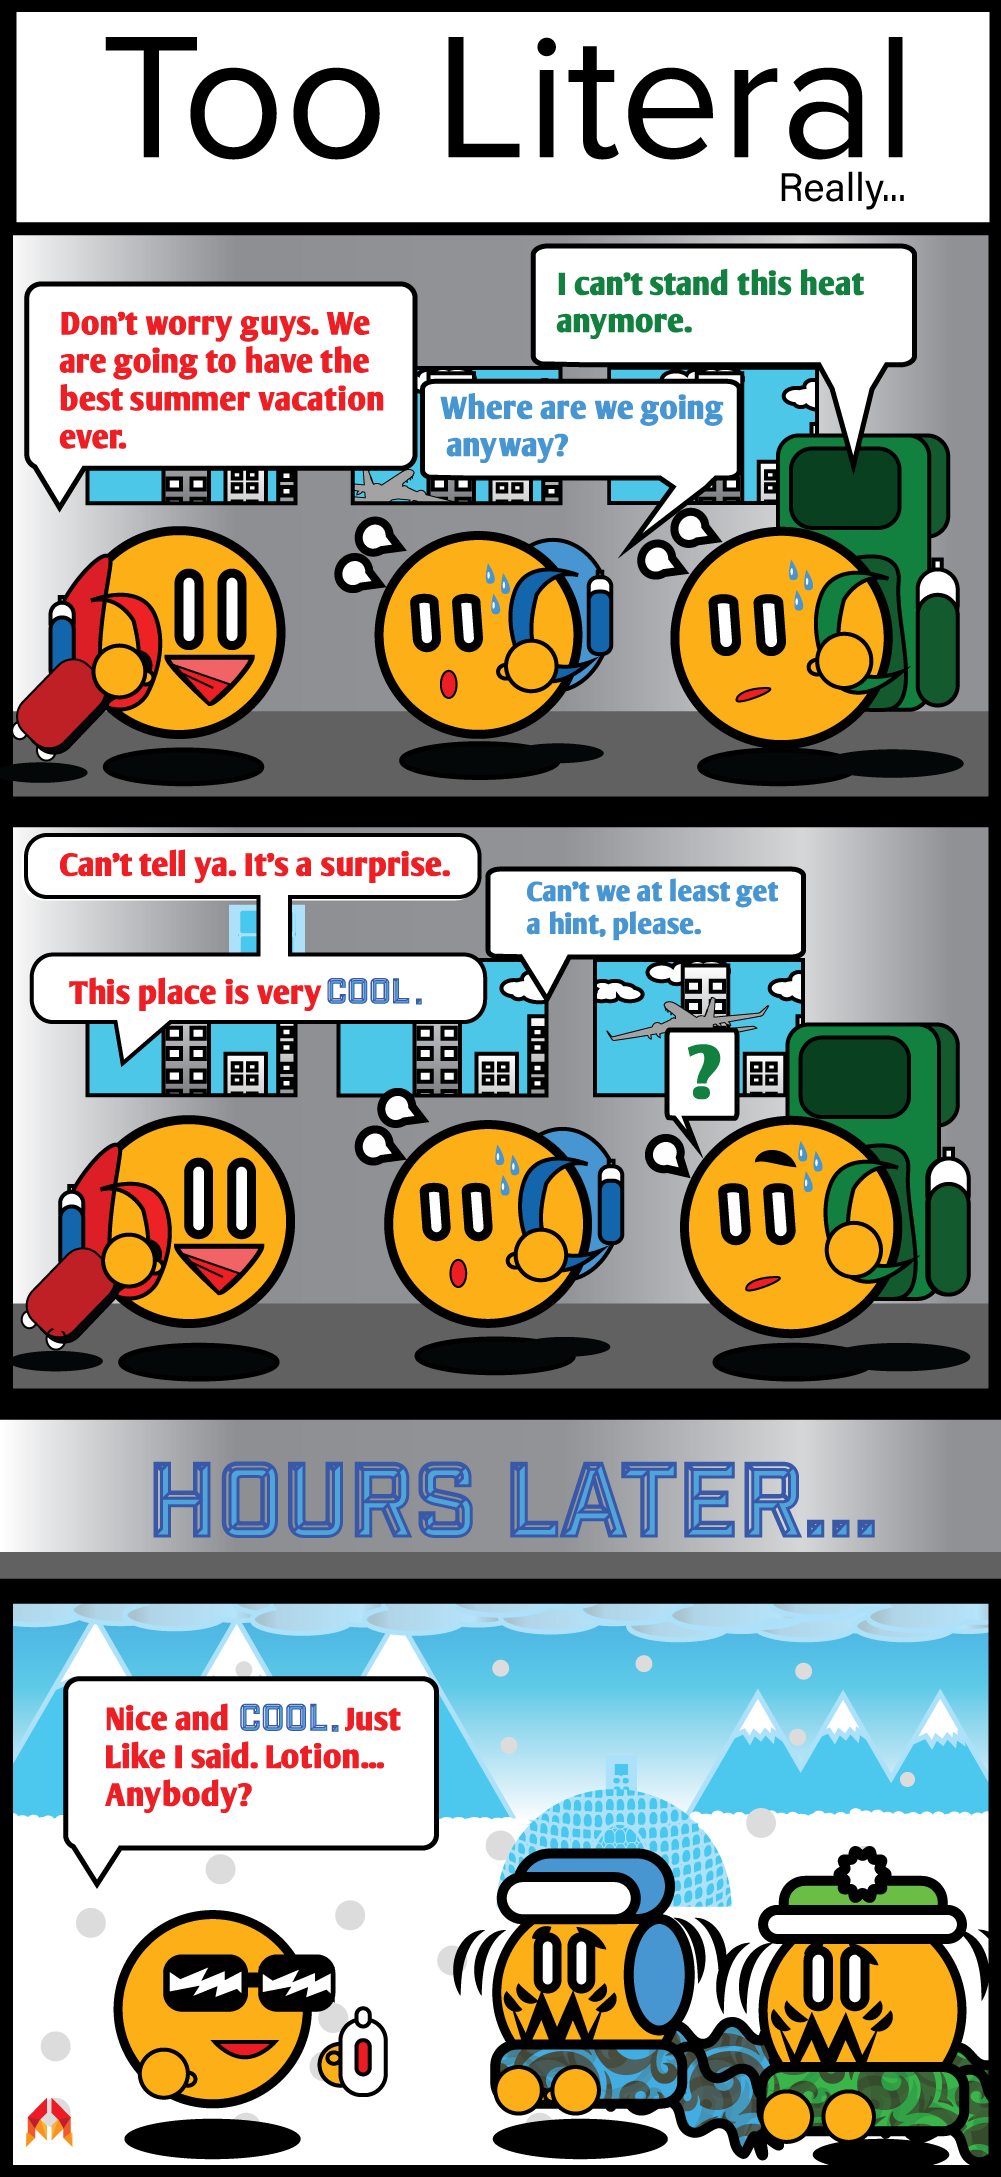 Too Literal
Really...
Don't worry guys. We
are going to have the
best summer vacation
ever.
I can't stand this heat
anymore.
Where are we going
anyway?
Can't tell ya. It's a surprise.
This place is very COOL.
Can't we at least get
a hint, please.
?
HOURS LATER...
Nice and COOL. Just
Like I said. Lotion...
Anybody?